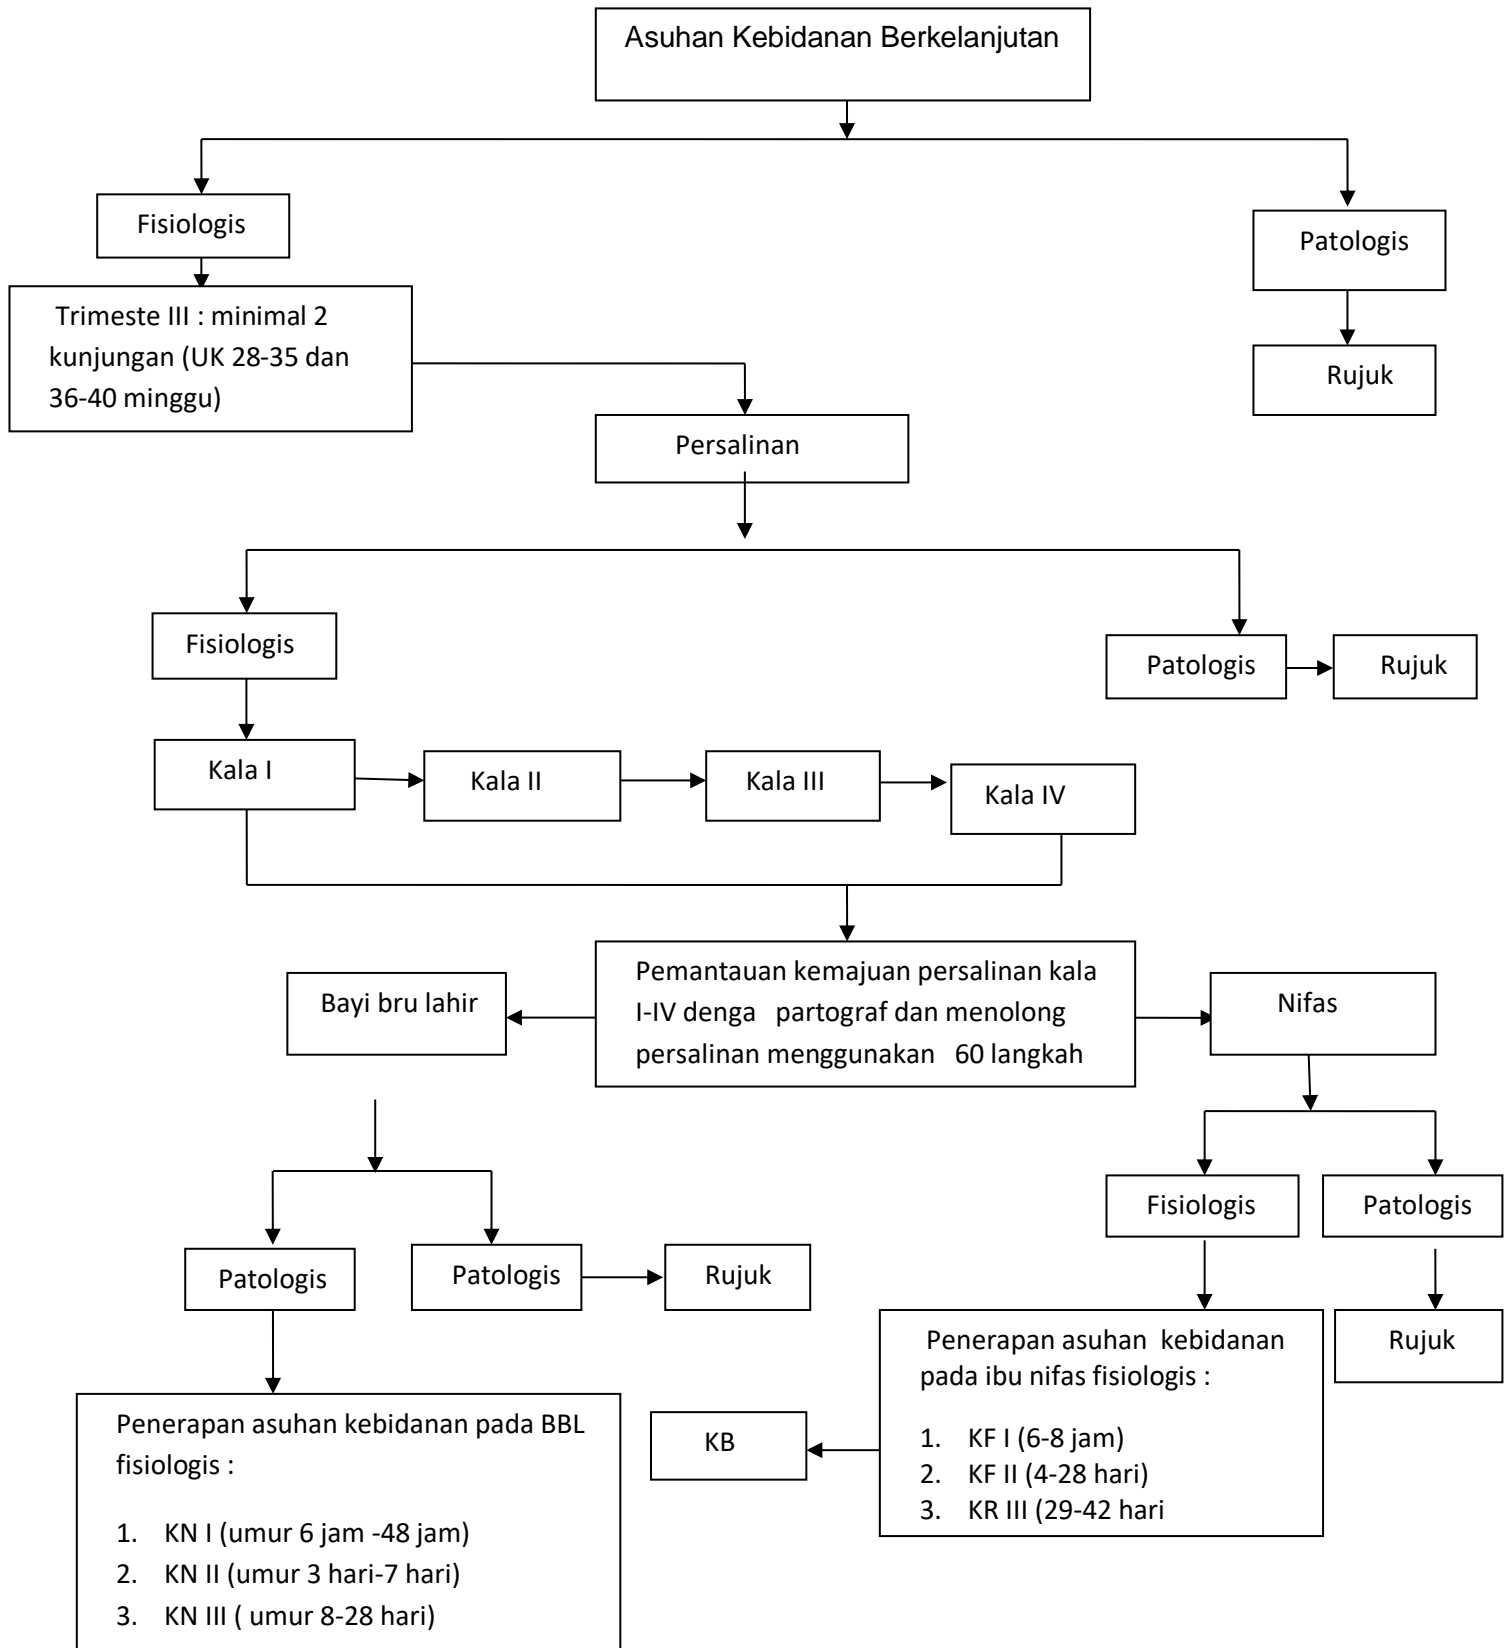 Asuhan Kebidanan Berkelanjutan
Fisiologis
Patologis
Trimeste III : minimal 2
kunjungan (UK 28-35 dan
36-40 minggu)
Rujuk
Persalinan
Fisiologis
Patologis
Rujuk
Kala I
Kala II
Kala III
Kala IV
Bayi bru lahir
Pemantauan kemajuan persalinan kala
I-IV denga partograf dan menolong
persalinan menggunakan 60 langkah
Nifas
Fisiologis
Patologis
Patologis
Patologis
Rujuk
Penerapan asuhan kebidanan
pada ibu nifas fisiologis :
1. KF I (6-8 jam)
2. KF II (4-28 hari)
3. KR III (29-42 hari
Rujuk
KB
Penerapan asuhan kebidanan pada BBL
fisiologis :
1. KN I (umur 6 jam -48 jam)
2. KN II (umur 3 hari-7 hari)
3. KN III ( umur 8-28 hari)